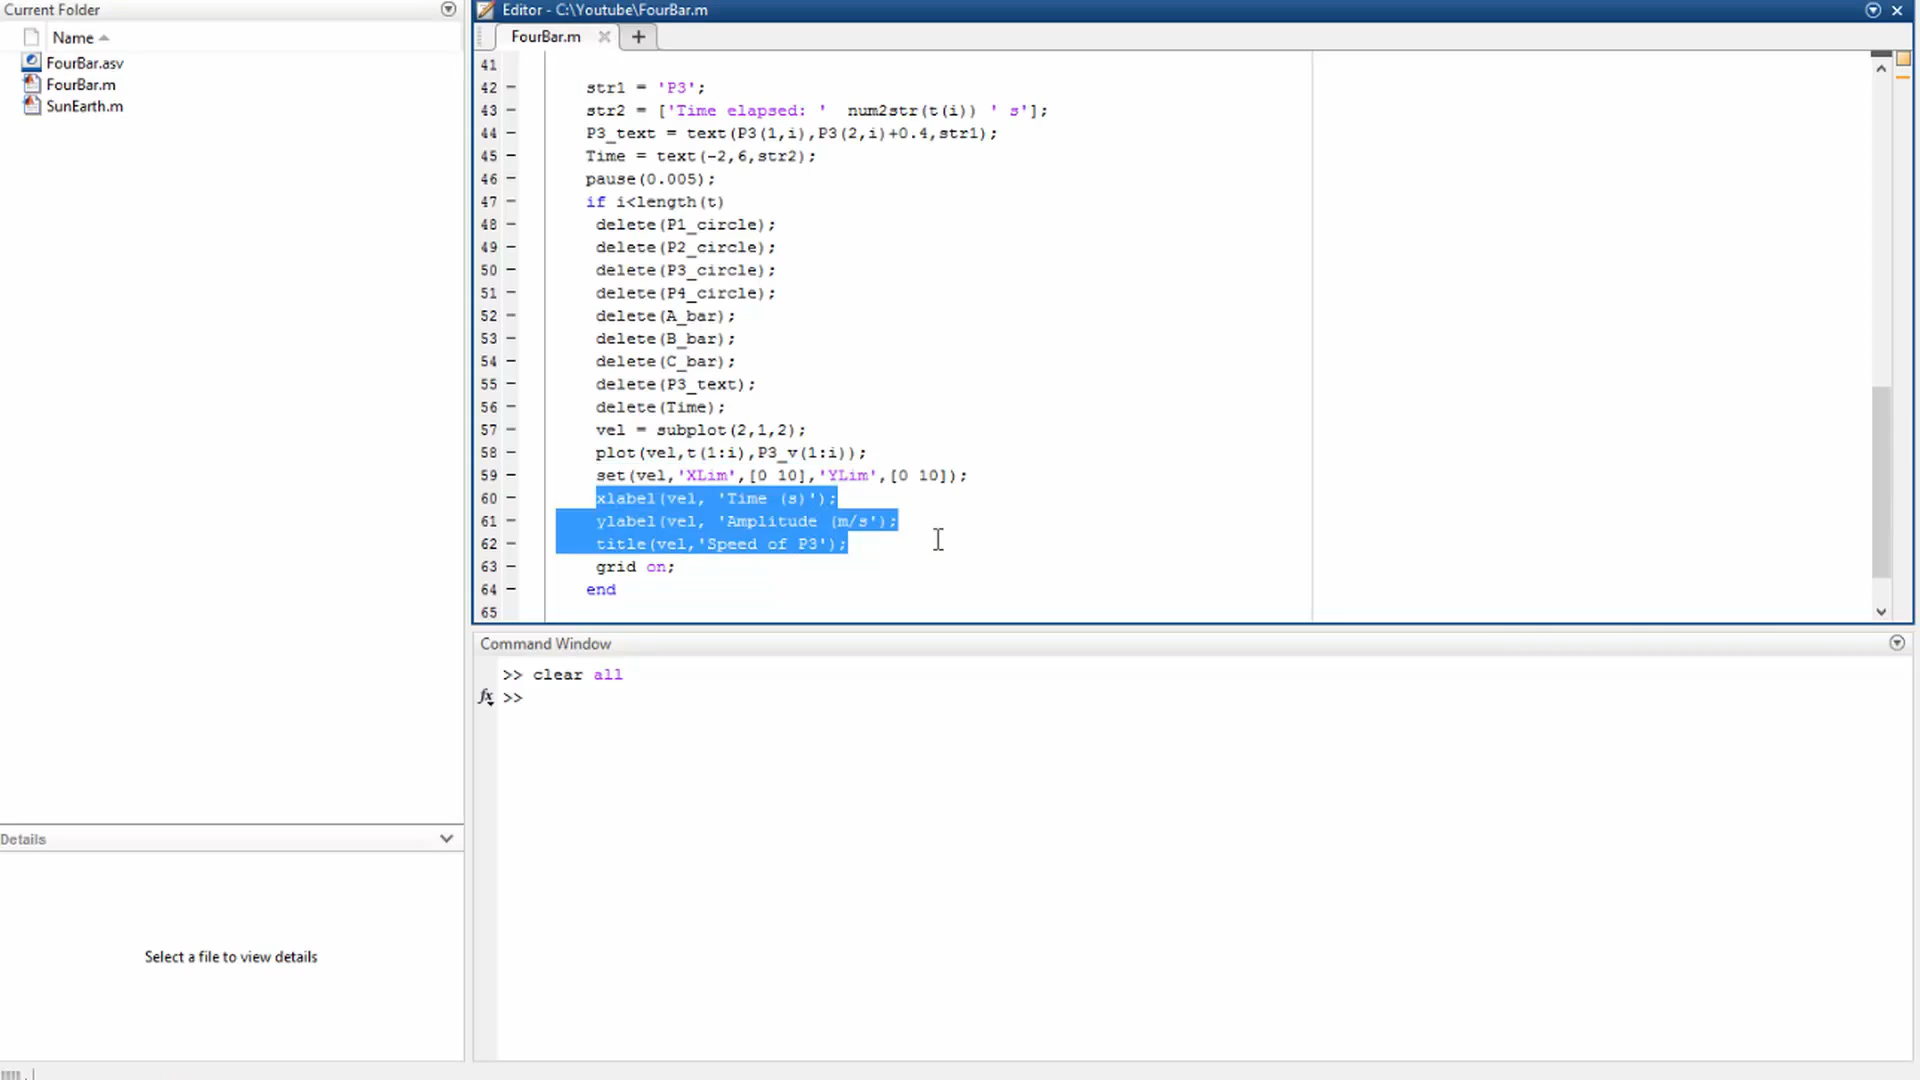 Current Folder
Name
FourBar.asv
FourBar.m
SunEarth.m
Details
Select a file to view details
Editor - C:\Youtube\FourBar.m
FourBar.m
+
41
42 – str1 = 'P3';
43 – str2 = ['Time elapsed: '  num2str(t(i)) ' s'];
44 – P3_text = text(P3(1,i),P3(2,i)+0.4,str1);
45 – Time = text(-2,6,str2);
46 – pause(0.005);
47 – if i<length(t)
48 – delete(P1_circle);
49 – delete(P2_circle);
50 – delete(P3_circle);
51 – delete(P4_circle);
52 – delete(A_bar);
53 – delete(B_bar);
54 – delete(C_bar);
55 – delete(P3_text);
56 – delete(Time);
57 – vel = subplot(2,1,2);
58 – plot(vel,t(1:i),P3_v(1:i));
59 – set(vel,'XLim',[0 10],'YLim',[0 10]);
60 – xlabel(vel, 'Time (s)');
61 – ylabel(vel, 'Amplitude (m/s');
62 – title(vel,'Speed of P3');
63 – grid on;
64 – end
65
Command Window
>> clear all
fx >>